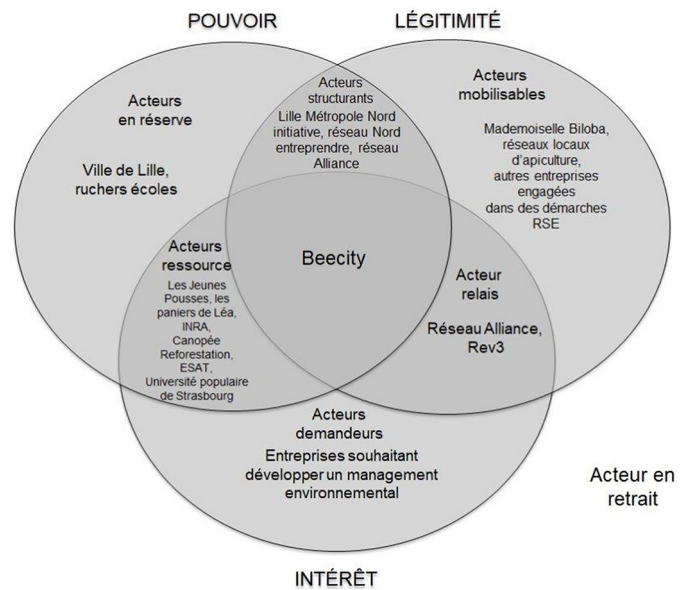 POUVOIR
LÉGITIMITÉ
Acteurs
en réserve
Ville de Lille,
ruchers écoles
Acteurs
structurants
Lille Métropole Nord
initiative, réseau Nord
entreprendre, réseau
Alliance
Acteurs
mobilisables
Mademoiselle Biloba,
réseaux locaux
d'apiculture,
autres entreprises
engagées
dans des démarches
RSE
Acteurs
ressource
Les Jeunes
Pousses, les
paniers de Léa,
INRA,
Canopée
Reforestation,
ESAT,
Université populaire
de Strasbourg
Beecity
Acteur
relais
Réseau Alliance,
Rev3
Acteurs
demandeurs
Entreprises souhaitant
développer un management
environnemental
Acteur en
retrait
INTÉRÊT